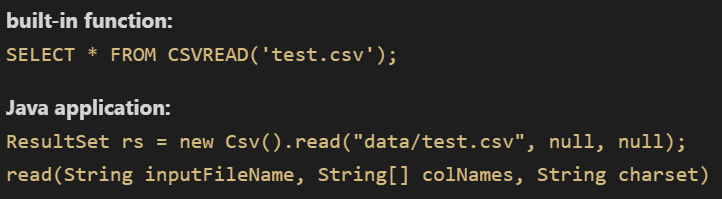 built-in function:
SELECT * FROM CSVREAD('test.csv');
Java application:
ResultSet rs = new Csv().read("data/test.csv", null, null);
read(String inputFileName, String[] colNames, String charset)